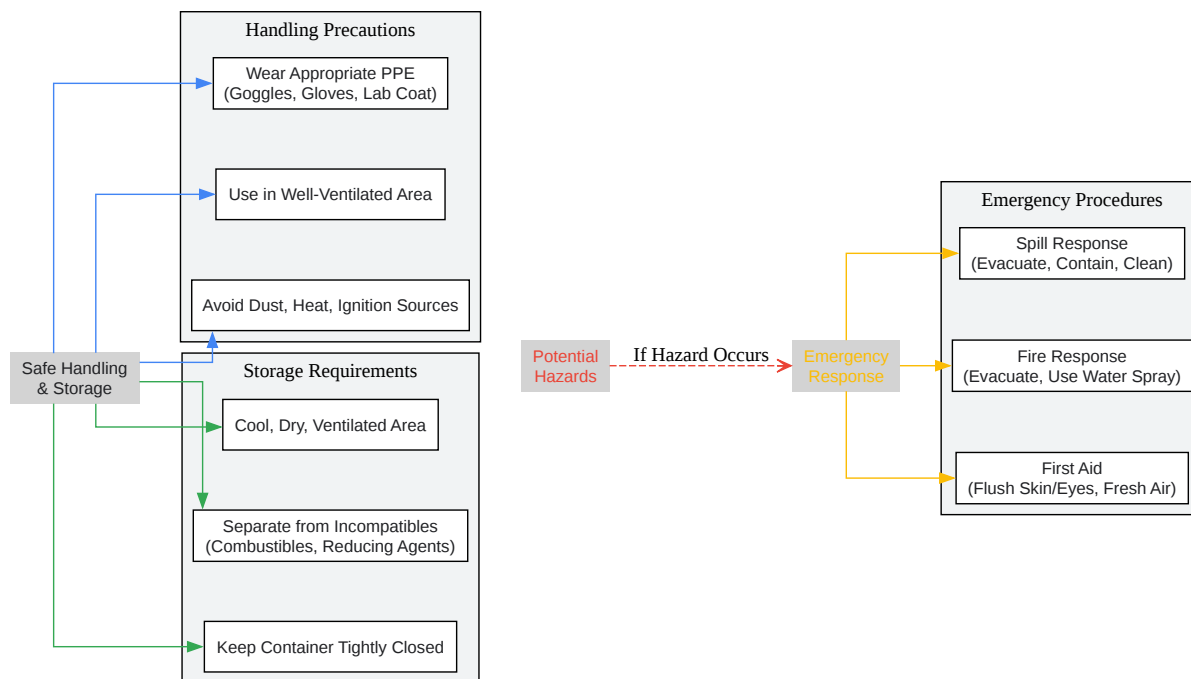 Handling Precautions
Wear Appropriate PPE
(Goggles, Gloves, Lab Coat)
Use in Well-Ventilated Area
Avoid Dust, Heat, Ignition Sources
Safe Handling
& Storage
Storage Requirements
Cool, Dry, Ventilated Area
Separate from Incompatibles
(Combustibles, Reducing Agents)
Keep Container Tightly Closed
Potential
Hazards
If Hazard Occurs
Emergency
Response
Emergency Procedures
Spill Response
(Evacuate, Contain, Clean)
Fire Response
(Evacuate, Use Water Spray)
First Aid
(Flush Skin/Eyes, Fresh Air)